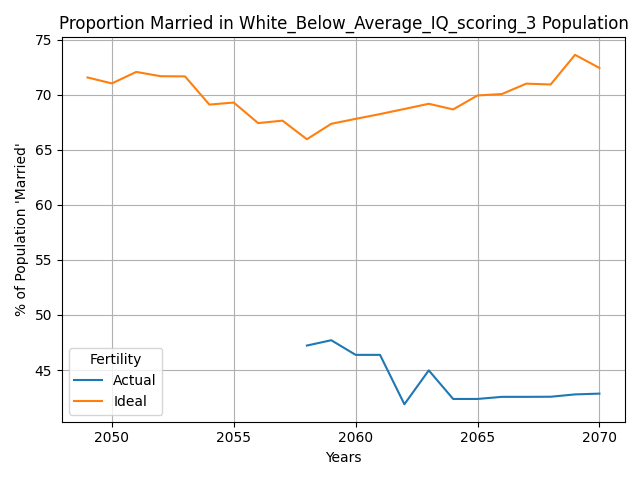 Proportion Married in White_Below_Average_IQ_scoring_3 Population
% of Population 'Married'
75
70
65
60
55
50
45
Fertility
Actual
Ideal
2050 2055 2060 2065 2070
Years